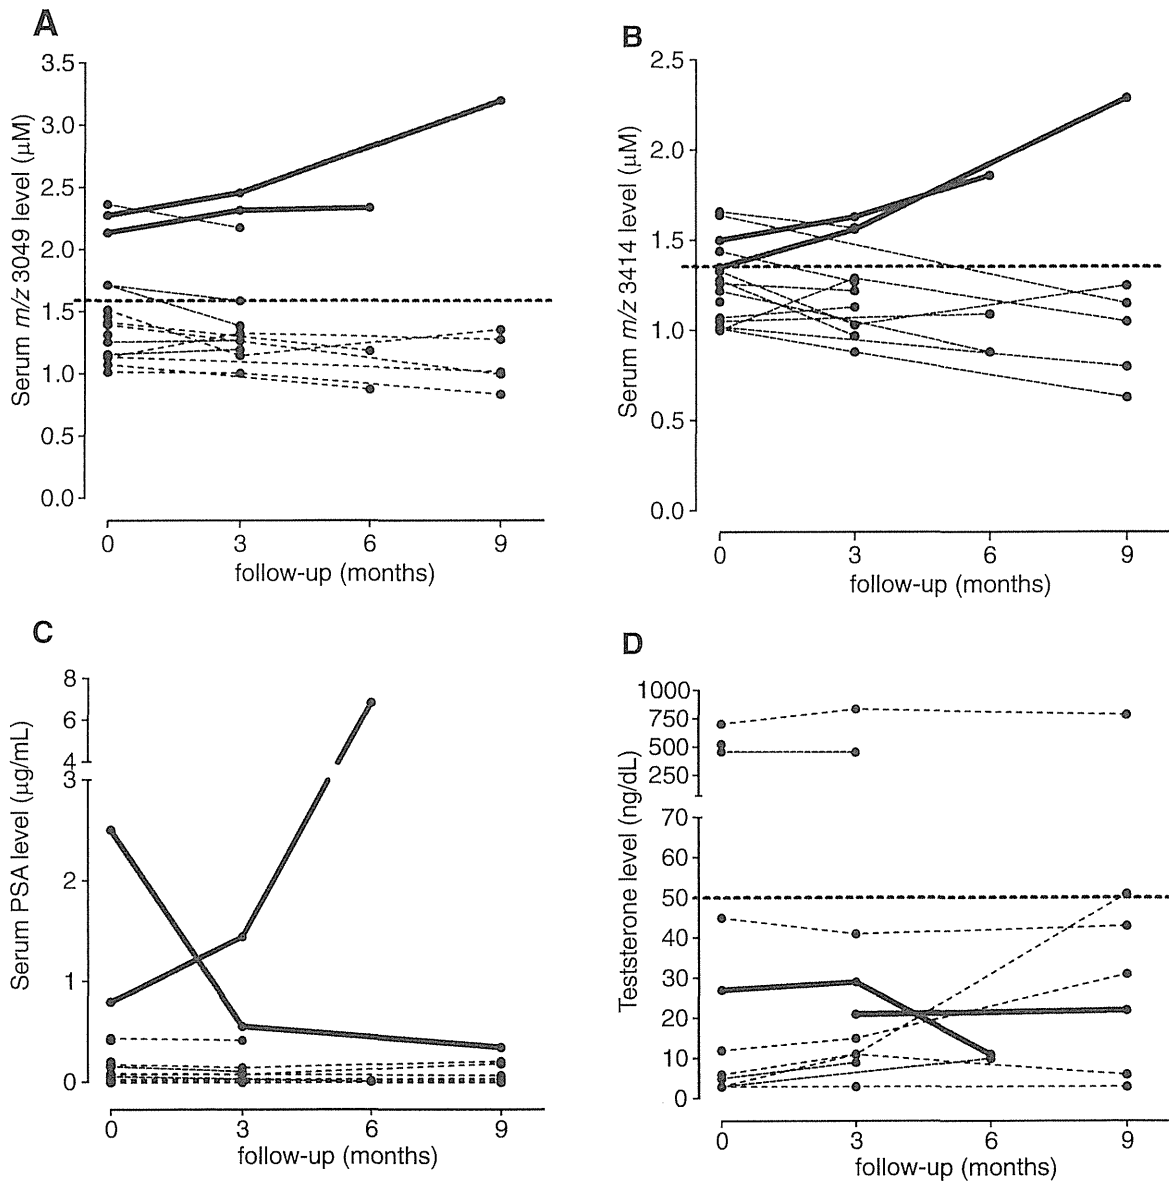 A
Serum m/z 3049 level (µM)
3.5
3.0
2.5
2.0
1.5
1.0
0.5
0.0
0 3 6 9
follow-up (months)
B
Serum m/z 3414 level (µM)
2.5
2.0
1.5
1.0
0.5
0.0
0 3 6 9
follow-up (months)
C
Serum PSA level (µg/mL)
8
6
4
3
2
1
0
0 3 6 9
follow-up (months)
D
Teststerone level (ng/dL)
1000
750
500
250
70
60
50
40
30
20
10
0
0 3 6 9
follow-up (months)